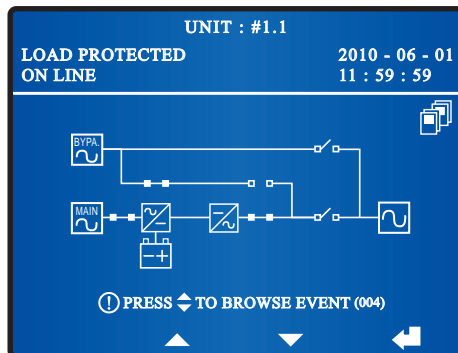 UNIT : #1.1
LOAD PROTECTED
2010 - 06 - 01
ON LINE
11 : 59 : 59
BYPA.
MAIN
PRESS TO BROWSE EVENT (004)